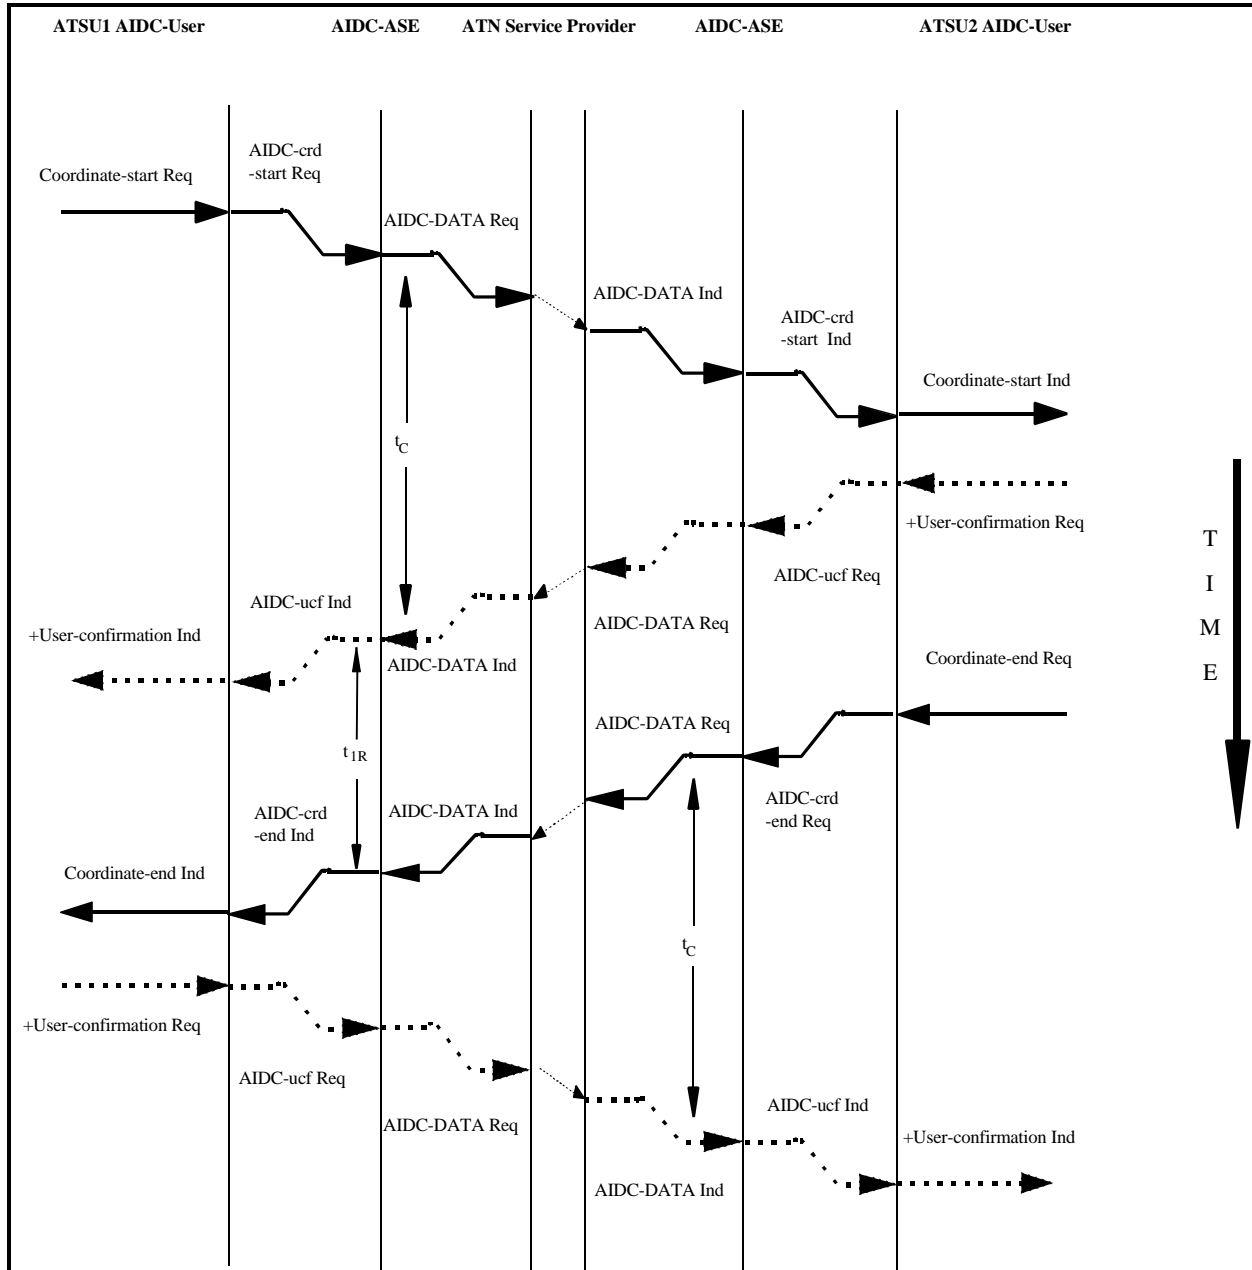 ATSU1 AIDC-User
AIDC-ASE
ATN Service Provider
AIDC-ASE
ATSU2 AIDC-User
Coordinate-start Req
AIDC-crd
-start Req
AIDC-DATA Req
AIDC-DATA Ind
AIDC-crd
-start Ind
Coordinate-start Ind
tC
+User-confirmation Req
AIDC-ucf Req
AIDC-DATA Req
AIDC-ucf Ind
+User-confirmation Ind
AIDC-DATA Ind
T
I
M
E
Coordinate-end Req
AIDC-DATA Req
t1R
AIDC-crd
-end Req
AIDC-DATA Ind
AIDC-crd
-end Ind
Coordinate-end Ind
tC
+User-confirmation Req
AIDC-ucf Req
AIDC-DATA Req
AIDC-ucf Ind
+User-confirmation Ind
AIDC-DATA Ind